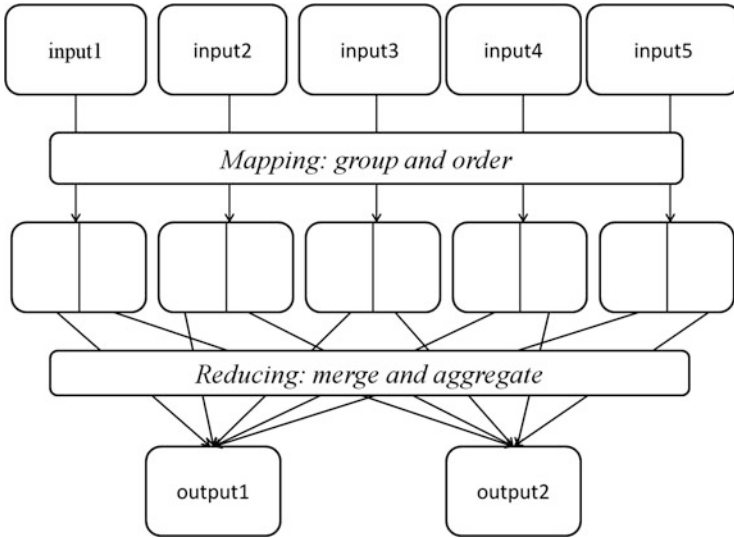 input1 input2 input3 input4 input5
Mapping: group and order
Reducing: merge and aggregate
output1 output2